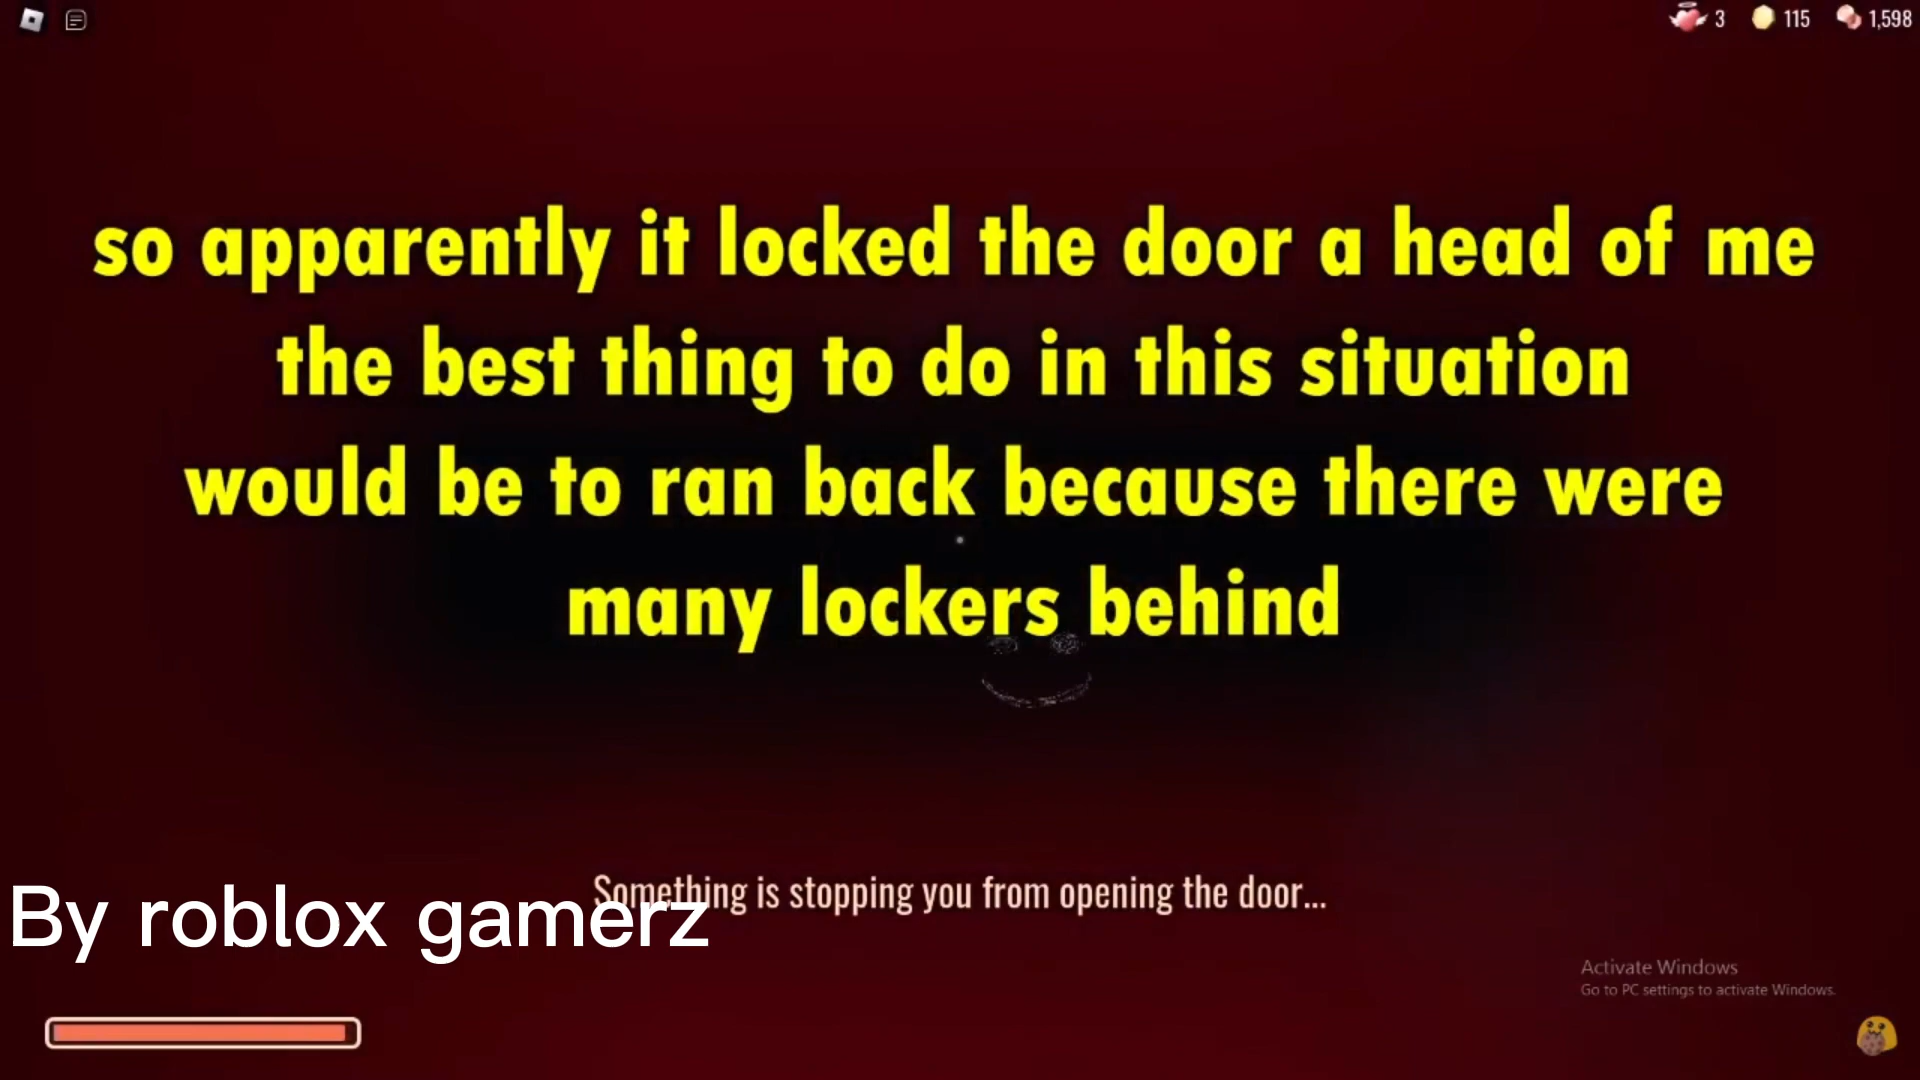 3 115 1,598
so apparently it locked the door a head of me
the best thing to do in this situation
would be to ran back because there were
many lockers behind
Something is stopping you from opening the door...
By roblox gamerz
Activate Windows
Go to PC settings to activate Windows.